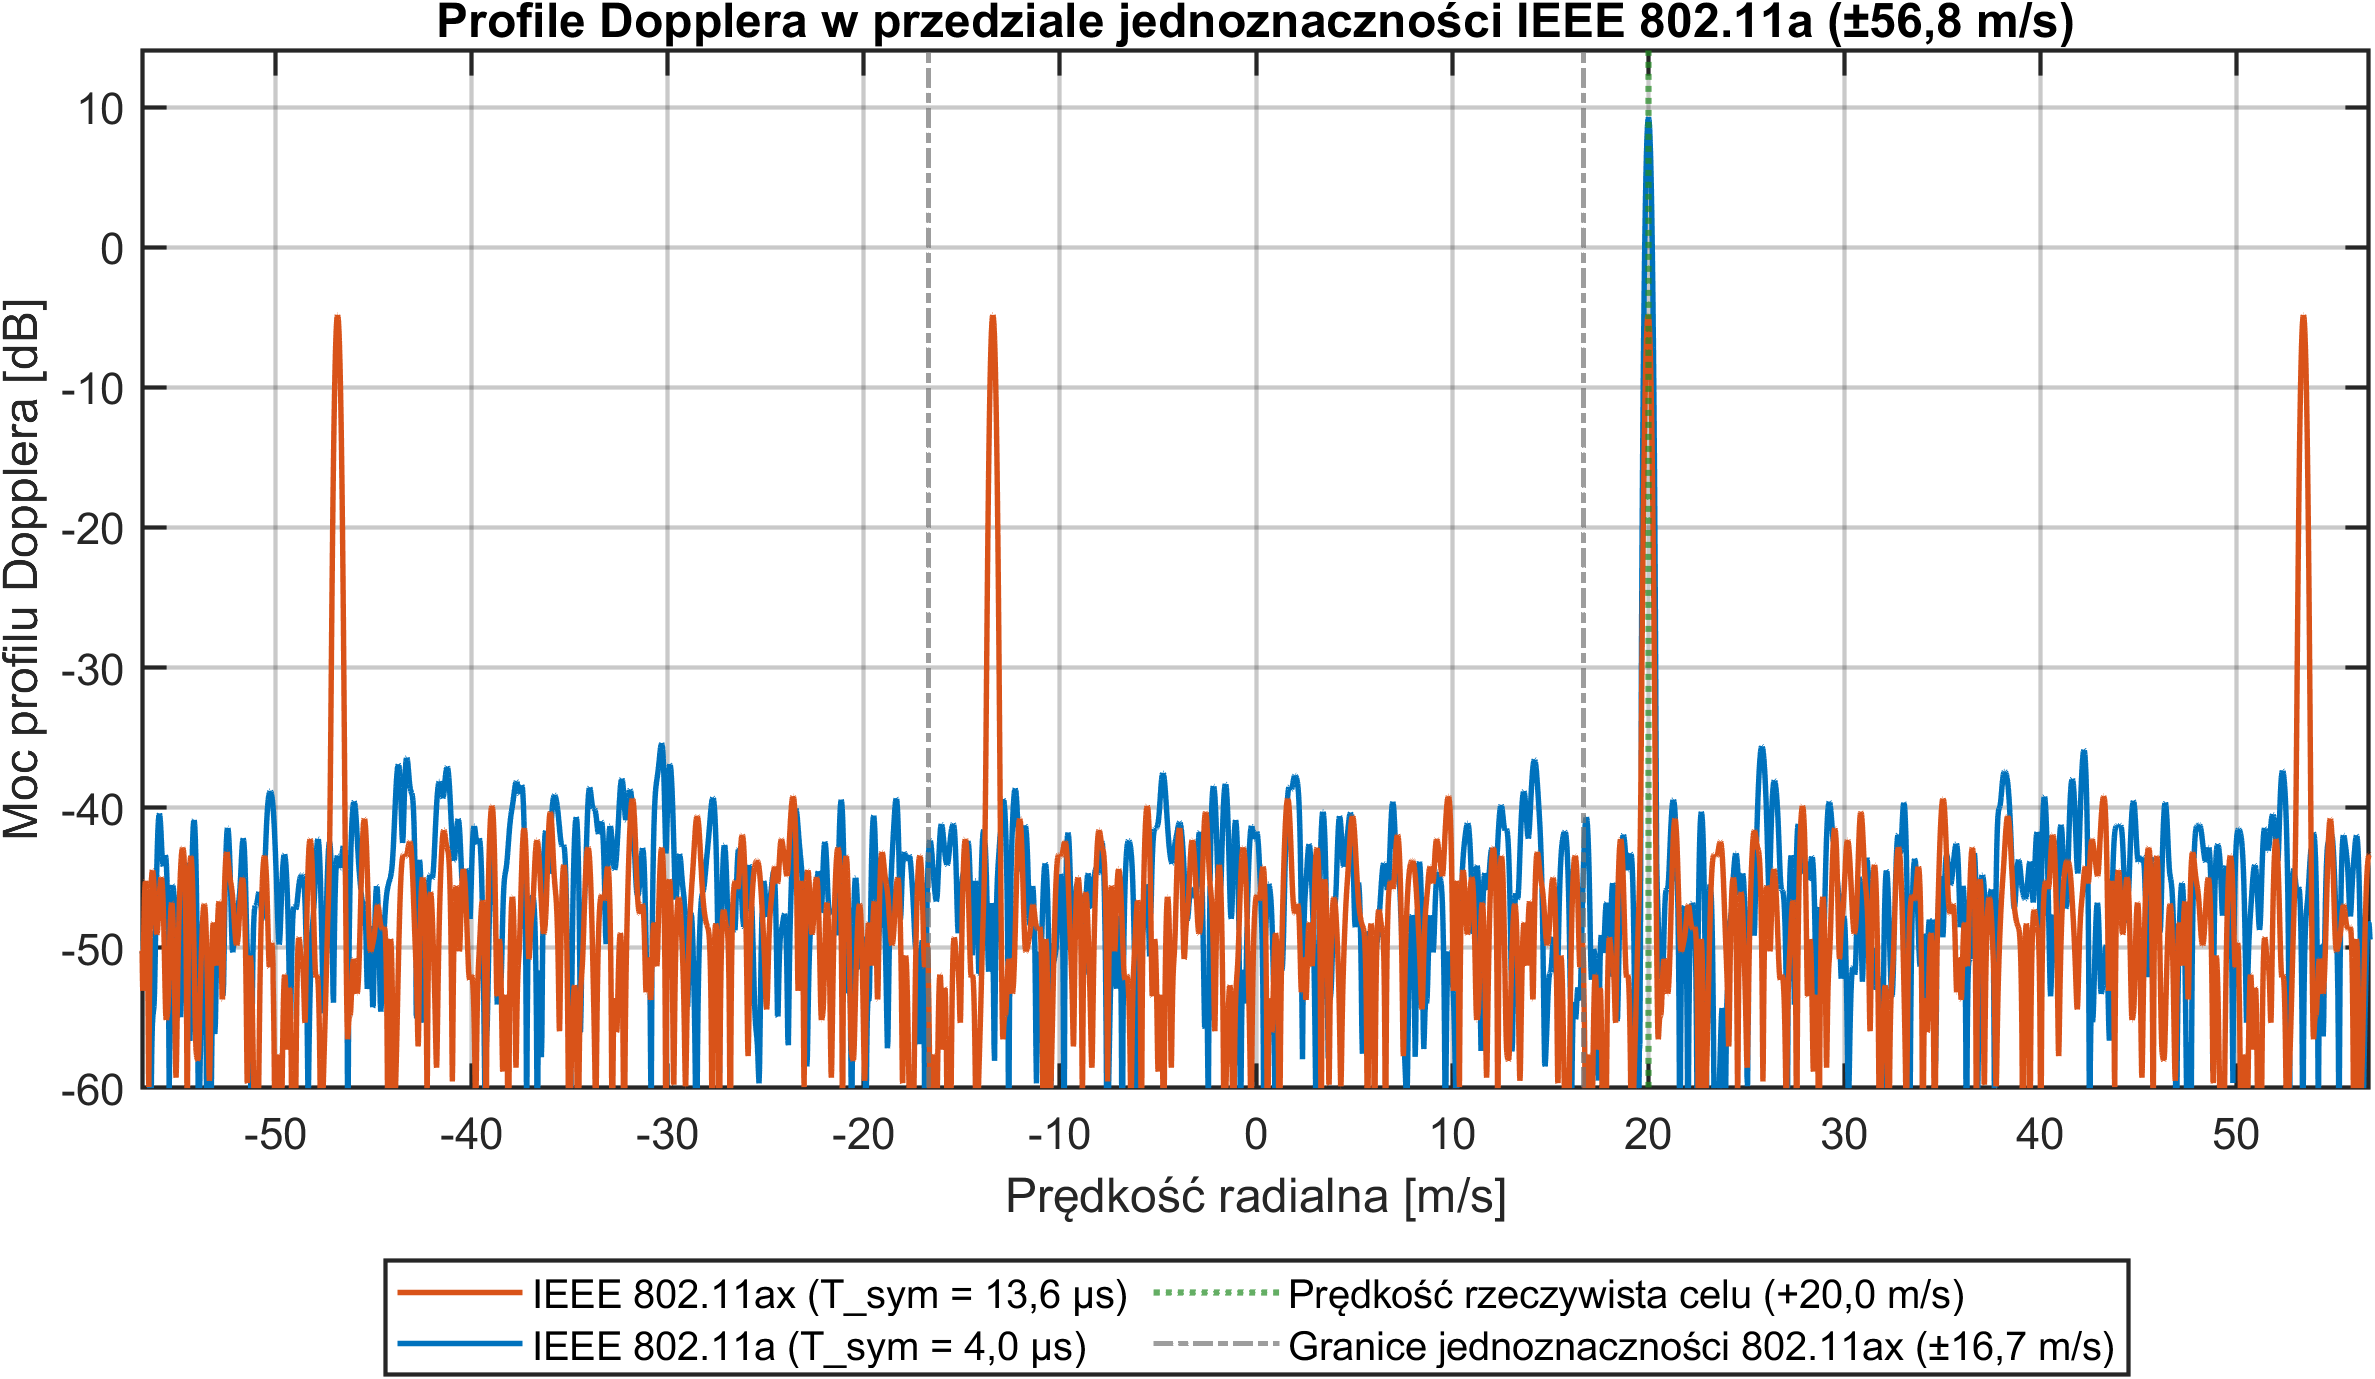 Profile Dopplera w przedziale jednoznaczności IEEE 802.11a (±56,8 m/s)
Moc profilu Dopplera [dB]
10
0
-10
-20
-30
-40
-50
-60
-50 -40 -30 -20 -10 0 10 20 30 40 50
Prędkość radialna [m/s]
IEEE 802.11ax (T_sym = 13,6 µs)
IEEE 802.11a (T_sym = 4,0 µs)
Prędkość rzeczywista celu (+20,0 m/s)
Granice jednoznaczności 802.11ax (±16,7 m/s)